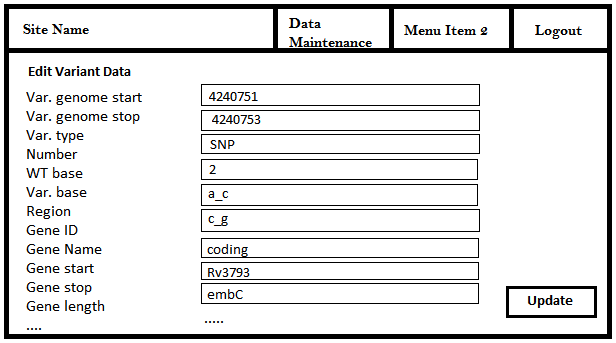 Site Name
Data
Maintenance
Menu Item 2
Logout
Edit Variant Data
Var. genome start
4240751
Var. genome stop
4240753
Var. type
SNP
Number
2
WT base
a_c
Var. base
c_g
Region
coding
Gene ID
Rv3793
Gene Name
embC
Gene start
Gene stop
Gene length
....
.....
Update